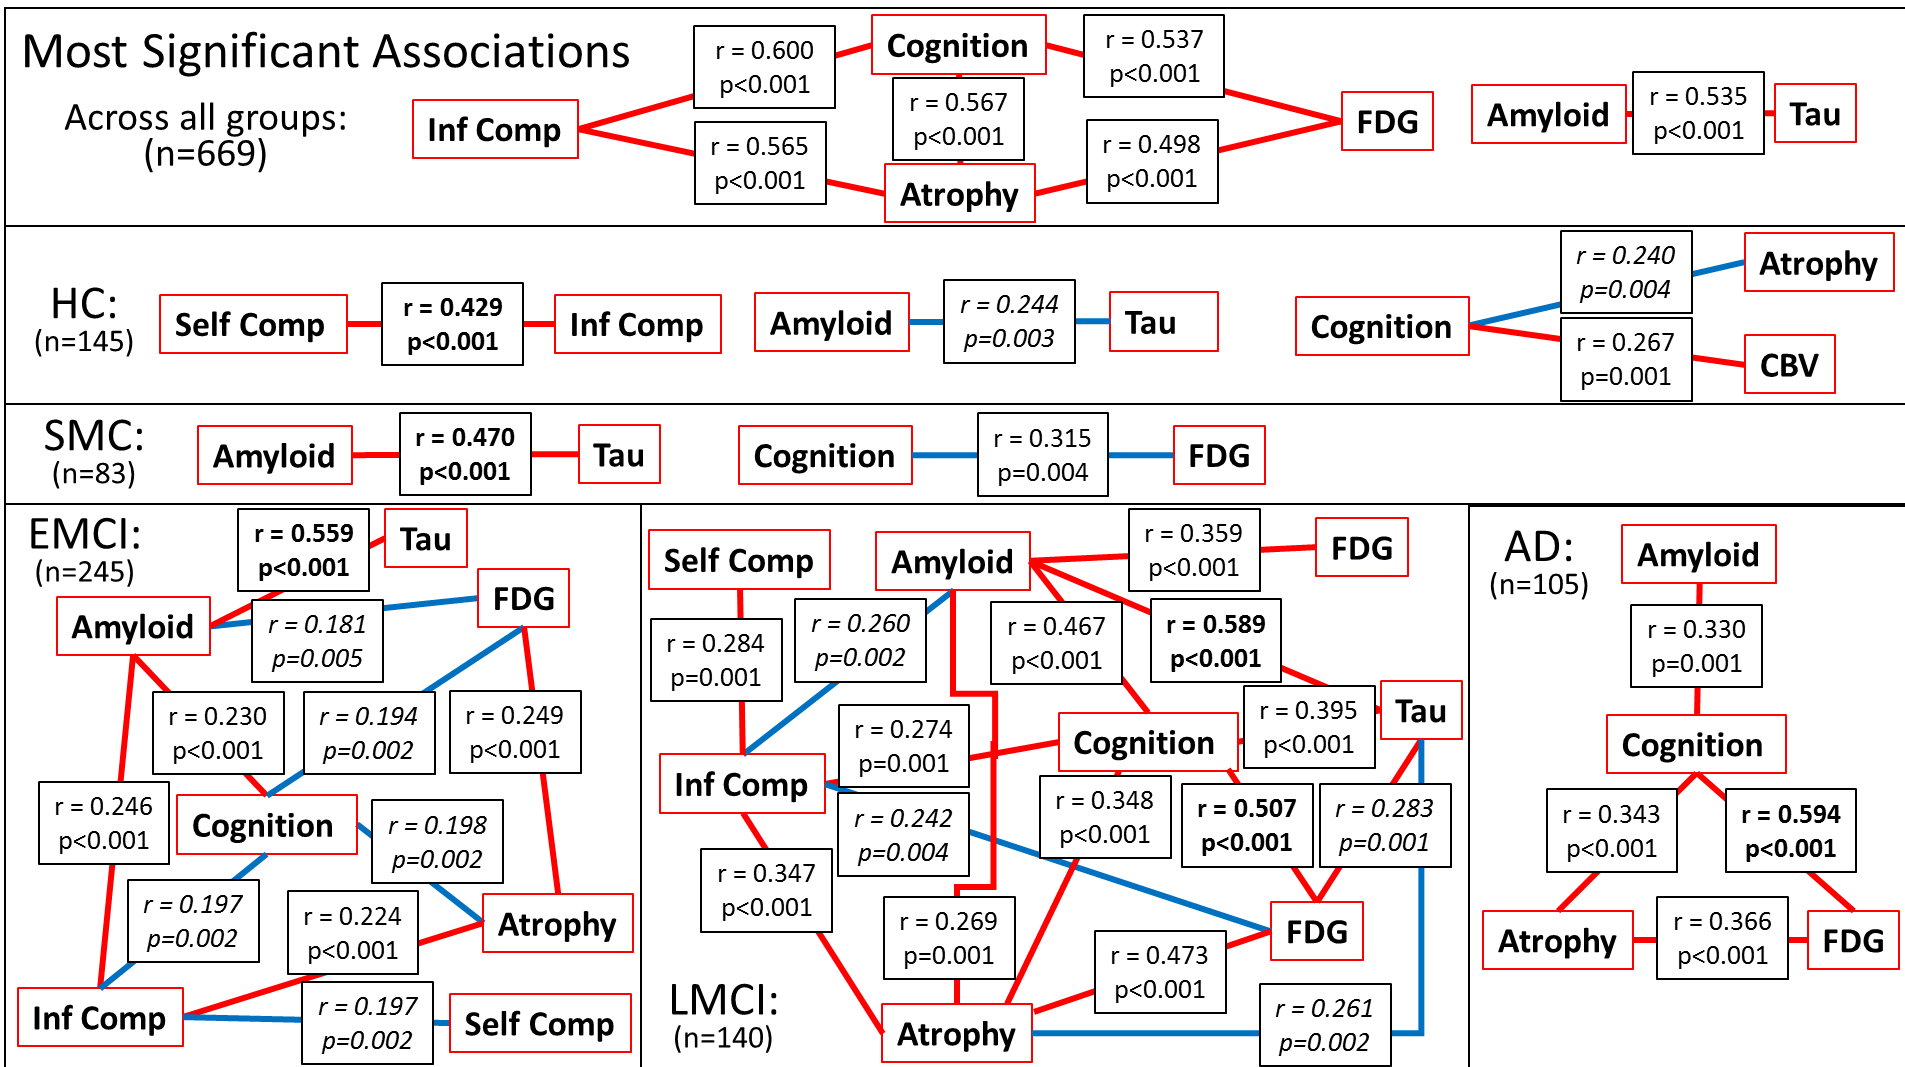 Most Significant Associations
Across all groups:
(n=669)
Inf Comp
r = 0.600
p<0.001
r = 0.565
p<0.001
Cognition
r = 0.567
p<0.001
Atrophy
r = 0.537
p<0.001
r = 0.498
p<0.001
FDG
Amyloid
r = 0.535
p<0.001
Tau
HC:
(n=145)
Self Comp
r = 0.429
p<0.001
Inf Comp
Amyloid
r = 0.244
p=0.003
Tau
Cognition
r = 0.240
p=0.004
Atrophy
r = 0.267
p=0.001
CBV
SMC:
(n=83)
Amyloid
r = 0.470
p<0.001
Tau
Cognition
r = 0.315
p=0.004
FDG
EMCI:
(n=245)
r = 0.559
p<0.001
Tau
Amyloid
r = 0.181
p=0.005
FDG
r = 0.230
p<0.001
r = 0.194
p=0.002
r = 0.249
p<0.001
r = 0.246
p<0.001
Cognition
r = 0.198
p=0.002
r = 0.197
p=0.002
r = 0.224
p<0.001
Atrophy
Inf Comp
r = 0.197
p=0.002
Self Comp
Self Comp
Amyloid
r = 0.359
p<0.001
FDG
r = 0.284
p=0.001
r = 0.260
p=0.002
r = 0.467
p<0.001
r = 0.589
p<0.001
Inf Comp
r = 0.274
p=0.001
Cognition
r = 0.395
p<0.001
Tau
r = 0.242
p=0.004
r = 0.348
p<0.001
r = 0.507
p<0.001
r = 0.283
p=0.001
r = 0.347
p<0.001
r = 0.269
p=0.001
r = 0.473
p<0.001
FDG
LMCI:
(n=140)
Atrophy
r = 0.261
p=0.002
AD:
(n=105)
Amyloid
r = 0.330
p=0.001
Cognition
r = 0.343
p<0.001
r = 0.594
p<0.001
Atrophy
r = 0.366
p<0.001
FDG